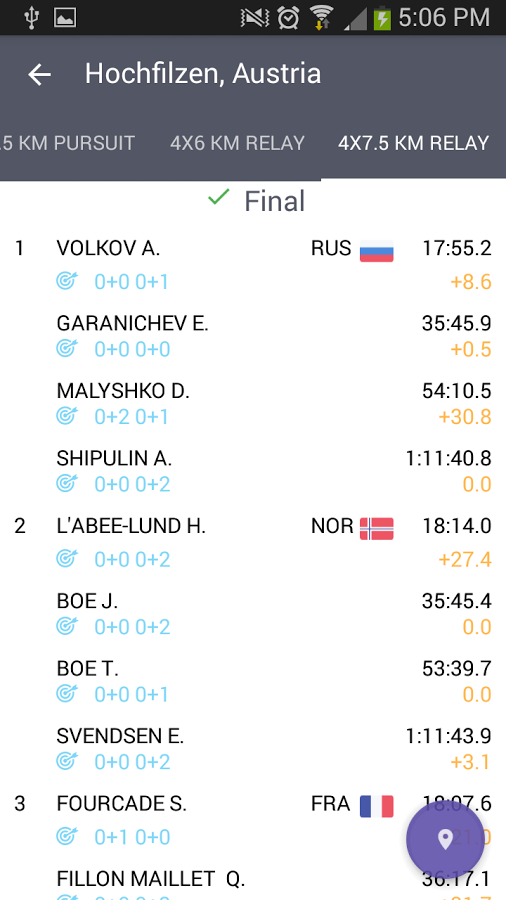 5:06 PM
Hochfilzen, Austria
.5 KM PURSUIT 4X6 KM RELAY 4X7.5 KM RELAY
Final
1 VOLKOV A. RUS 17:55.2
0+0 0+1 +8.6
GARANICHEV E. 35:45.9
0+0 0+0 +0.5
MALYSHKO D. 54:10.5
0+2 0+1 +30.8
SHIPULIN A. 1:11:40.8
0+0 0+2 0.0
2 L'ABEE-LUND H. NOR 18:14.0
0+0 0+2 +27.4
BOE J. 35:45.4
0+0 0+2 0.0
BOE T. 53:39.7
0+0 0+1 0.0
SVENDSEN E. 1:11:43.9
0+0 0+2 +3.1
3 FOURCADE S. FRA 18:07.6
0+1 0+0
FILLON MAILLET Q. 36:17.1